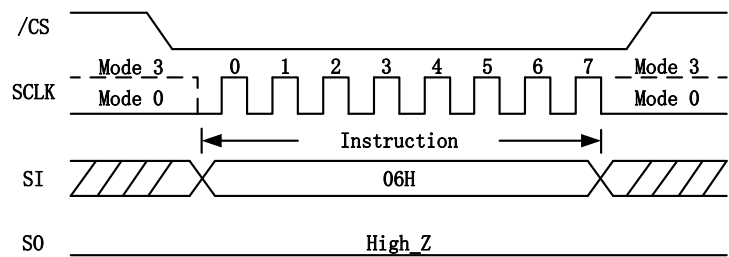 /CS
Mode 3 0 1 2 3 4 5 6 7 Mode 3
SCLK
Mode 0 Mode 0
Instruction
SI 06H
SO High_Z